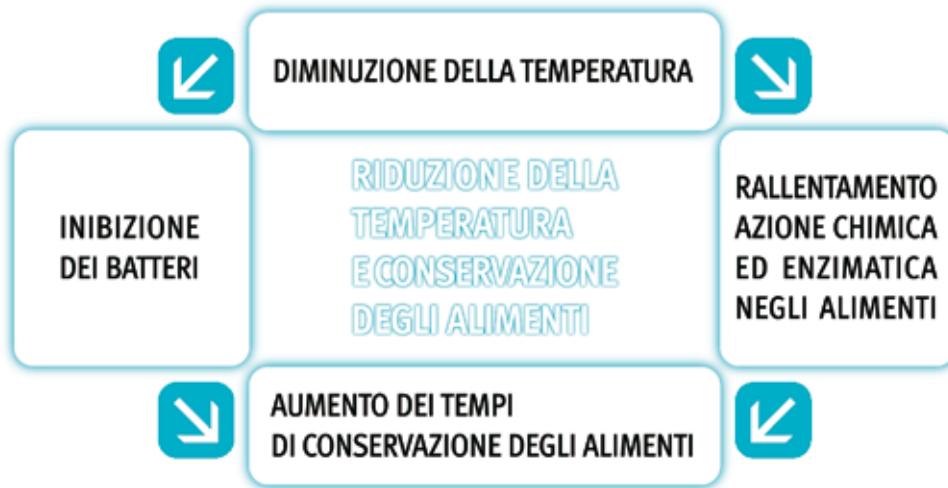 DIMINUZIONE DELLA TEMPERATURA
INIBIZIONE
DEI BATTERI
RIDUZIONE DELLA
TEMPERATURA
E CONSERVAZIONE
DEGLI ALIMENTI
RALLENTAMENTO
AZIONE CHIMICA
ED ENZIMATICA
NEGLI ALIMENTI
AUMENTO DEI TEMPI
DI CONSERVAZIONE DEGLI ALIMENTI